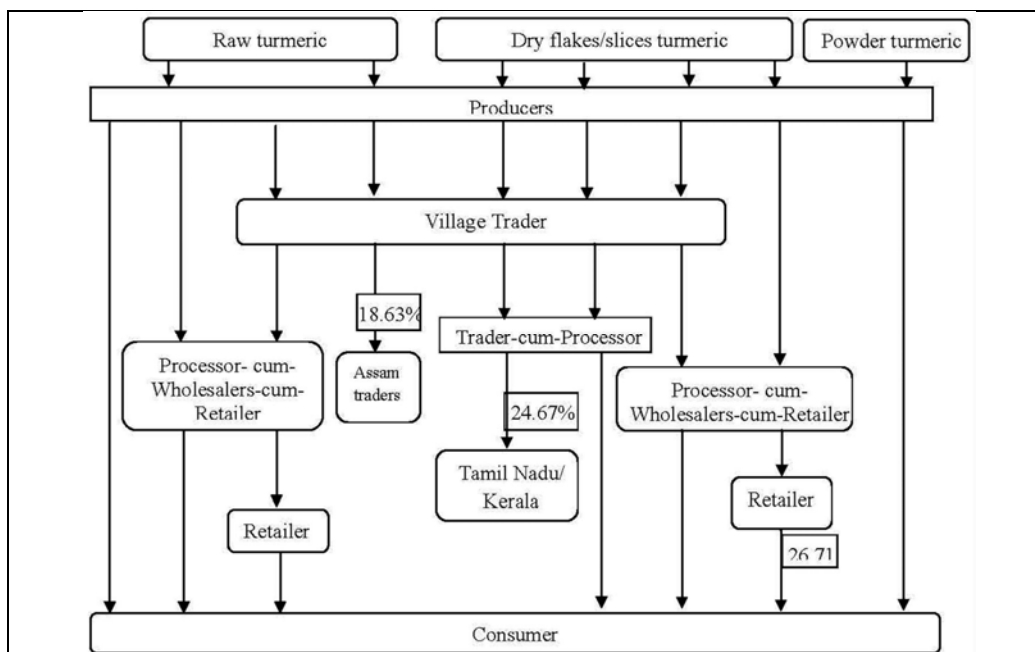 Raw turmeric
Dry flakes/slices turmeric
Powder turmeric
Producers
Village Trader
18.63%
Trader-cum-Processor
Processor- cum-
Wholesalers-cum-
Retailer
Assam
traders
Processor- cum-
Wholesalers-cum-Retailer
24.67%
Tamil Nadu/
Kerala
Retailer
Retailer
26.71
Consumer